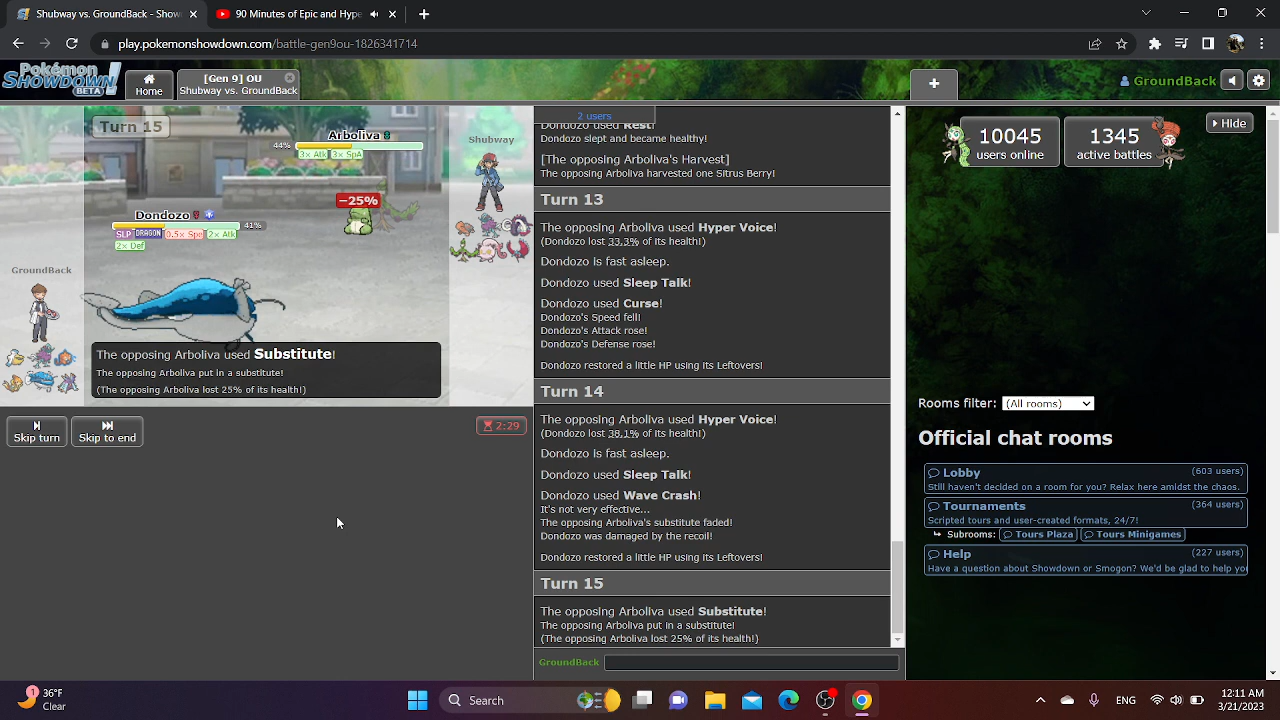 Shubway vs. GroundBack - Show
90 Minutes of Epic and Hype
play.pokemonshowdown.com/battle-gen9ou-1826341714
Pokémon
SHOWDOWN!
BETA
Home
[Gen 9] OU
Shubway vs. GroundBack
+
GroundBack
Turn 15
Arboliva
44%
3× Atk
3× SpA
−25%
Dondozo
41%
SLP
DRAGON
0.5× Spe
2× Atk
2× Def
Shubway
GroundBack
The opposing Arboliva used Substitute!
The opposing Arboliva put in a substitute!
(The opposing Arboliva lost 25% of its health!)
Skip turn
Skip to end
2:29
2 users
Dondozo used Rest!
Dondozo slept and became healthy!
[The opposing Arboliva's Harvest]
The opposing Arboliva harvested one Sitrus Berry!
Turn 13
The opposing Arboliva used Hyper Voice!
(Dondozo lost 33.3% of its health!)
Dondozo is fast asleep.
Dondozo used Sleep Talk!
Dondozo used Curse!
Dondozo's Speed fell!
Dondozo's Attack rose!
Dondozo's Defense rose!
Dondozo restored a little HP using its Leftovers!
Turn 14
The opposing Arboliva used Hyper Voice!
(Dondozo lost 38.1% of its health!)
Dondozo is fast asleep.
Dondozo used Sleep Talk!
Dondozo used Wave Crash!
It's not very effective...
The opposing Arboliva's substitute faded!
Dondozo was damaged by the recoil!
Dondozo restored a little HP using its Leftovers!
Turn 15
The opposing Arboliva used Substitute!
The opposing Arboliva put in a substitute!
(The opposing Arboliva lost 25% of its health!)
GroundBack
10045
users online
1345
active battles
Hide
Rooms filter: (All rooms)
Official chat rooms
Lobby (603 users)
Still haven't decided on a room for you? Relax here amidst the chaos.
Tournaments (364 users)
Scripted tours and user-created formats, 24/7!
Subrooms: Tours Plaza Tours Minigames
Help (227 users)
Have a question about Showdown or Smogon? We'd be glad to help you
1
36°F
Clear
Search
ENG
12:11 AM
3/21/2023